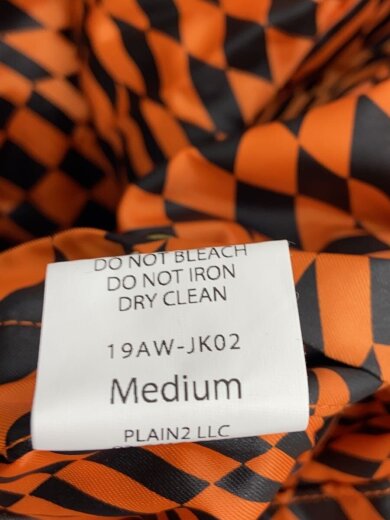 DO NOT BLEACH
DO NOT IRON
DRY CLEAN
19AW-JK02
Medium
PLAIN2 LLC